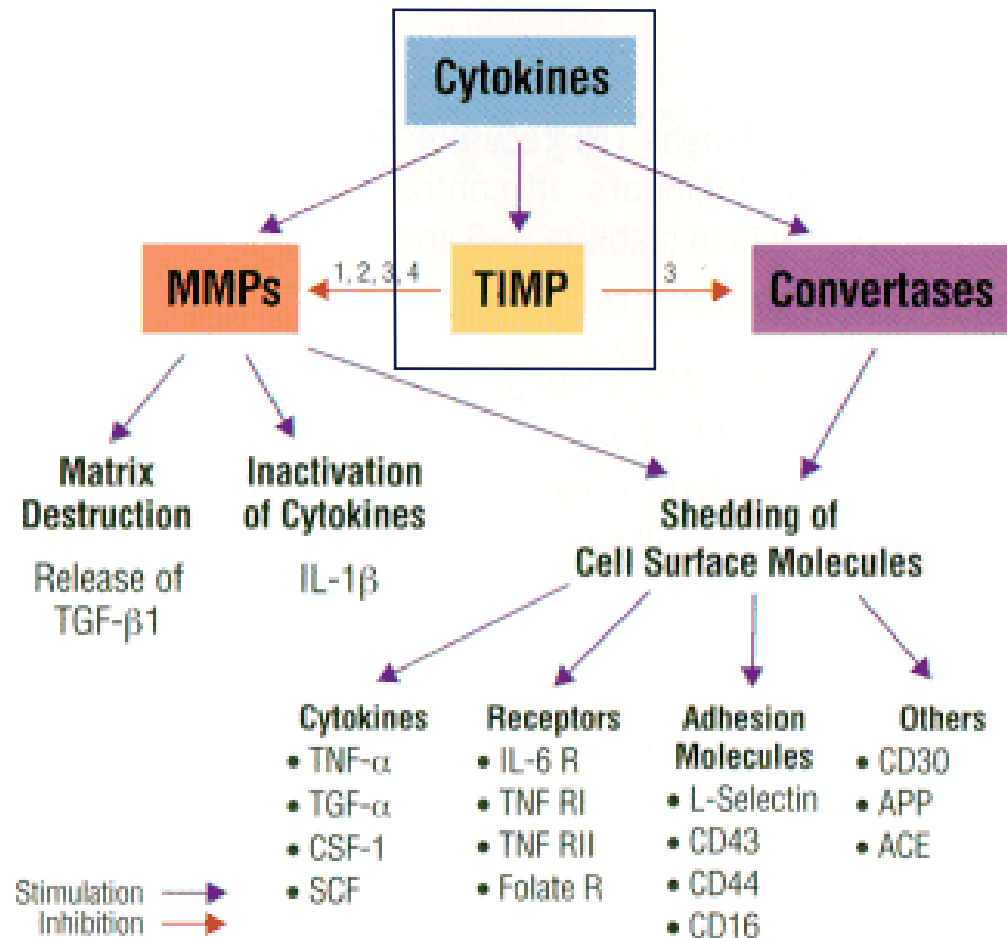 Cytokines
MMPs
1, 2, 3, 4
TIMP
3
Convertases
Matrix
Destruction
Release of
TGF-β1
Inactivation
of Cytokines
IL-1β
Shedding of
Cell Surface Molecules
Cytokines
• TNF-α
• TGF-α
• CSF-1
• SCF
Receptors
• IL-6 R
• TNF RI
• TNF RII
• Folate R
Adhesion
Molecules
• L-Selectin
• CD43
• CD44
• CD16
Others
• CD30
• APP
• ACE
Stimulation
Inhibition